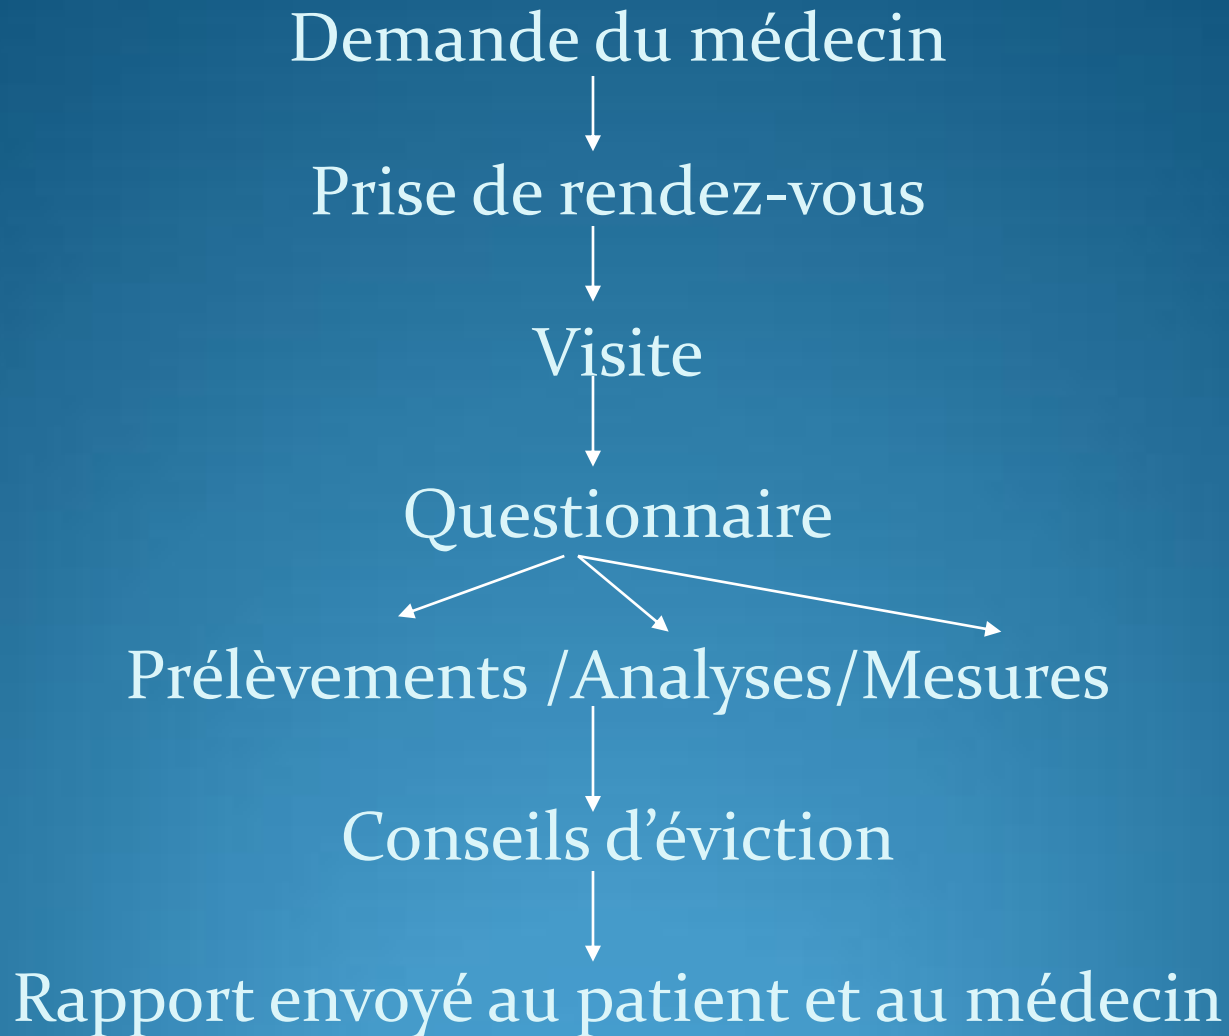 Demande du médecin
Prise de rendez-vous
Visite
Questionnaire
Prélèvements /Analyses/Mesures
Conseils d’éviction
Rapport envoyé au patient et au médecin